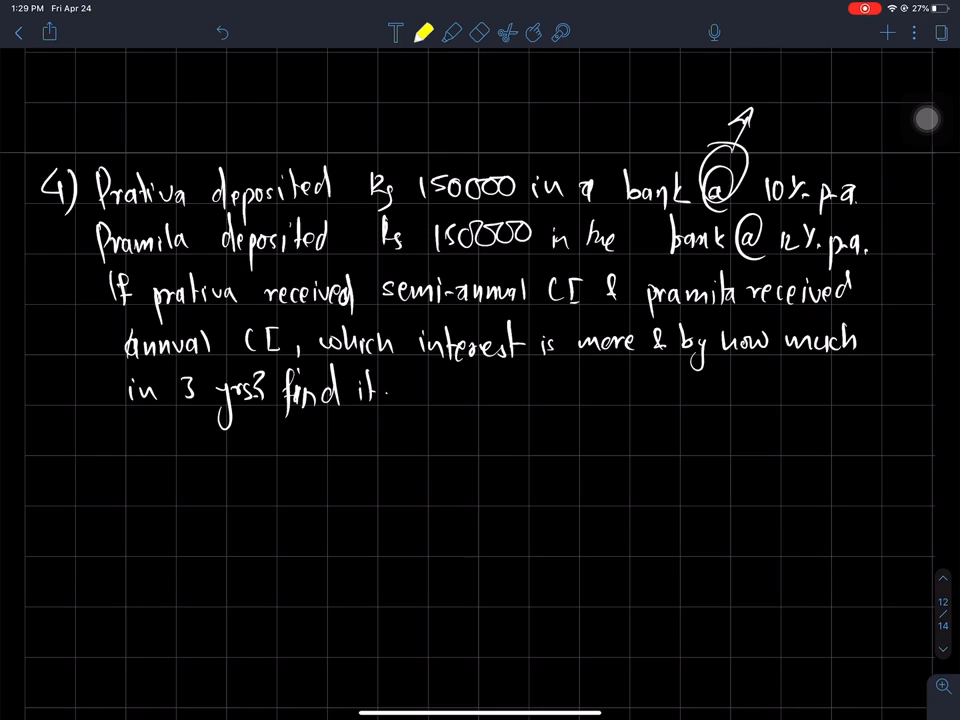 1:29 PM Fri Apr 24
27%
T
4) Prativa deposited Rs 150000 in a bank @ 10% p.a.
Pramila deposited Rs 150000 in the bank @ 12% p.a.
If prativa received semi-annual CI & pramila received
annual CI, which interest is more & by how much
in 3 yrs? find it.
12
/
14